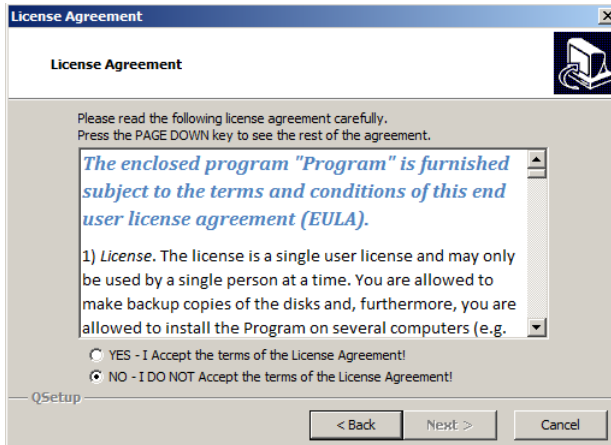 License Agreement
License Agreement
Please read the following license agreement carefully.
Press the PAGE DOWN key to see the rest of the agreement.
The enclosed program "Program" is furnished
subject to the terms and conditions of this end
user license agreement (EULA).
1) License. The license is a single user license and may only
be used by a single person at a time. You are allowed to
make backup copies of the disks and, furthermore, you are
allowed to install the Program on several computers (e.g.
YES - I Accept the terms of the License Agreement!
NO - I DO NOT Accept the terms of the License Agreement!
QSetup
< Back Next > Cancel